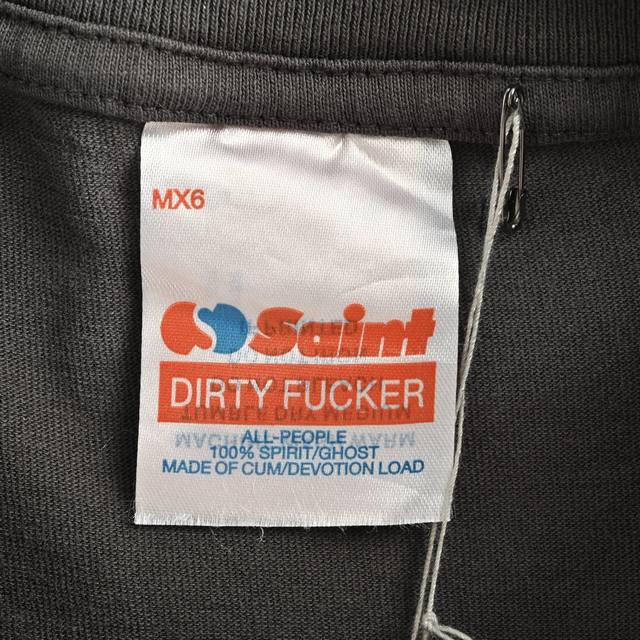 MX6
Saint
DIRTY FUCKER
ALL-PEOPLE
100% SPIRIT/GHOST
MADE OF CUM/DEVOTION LOAD